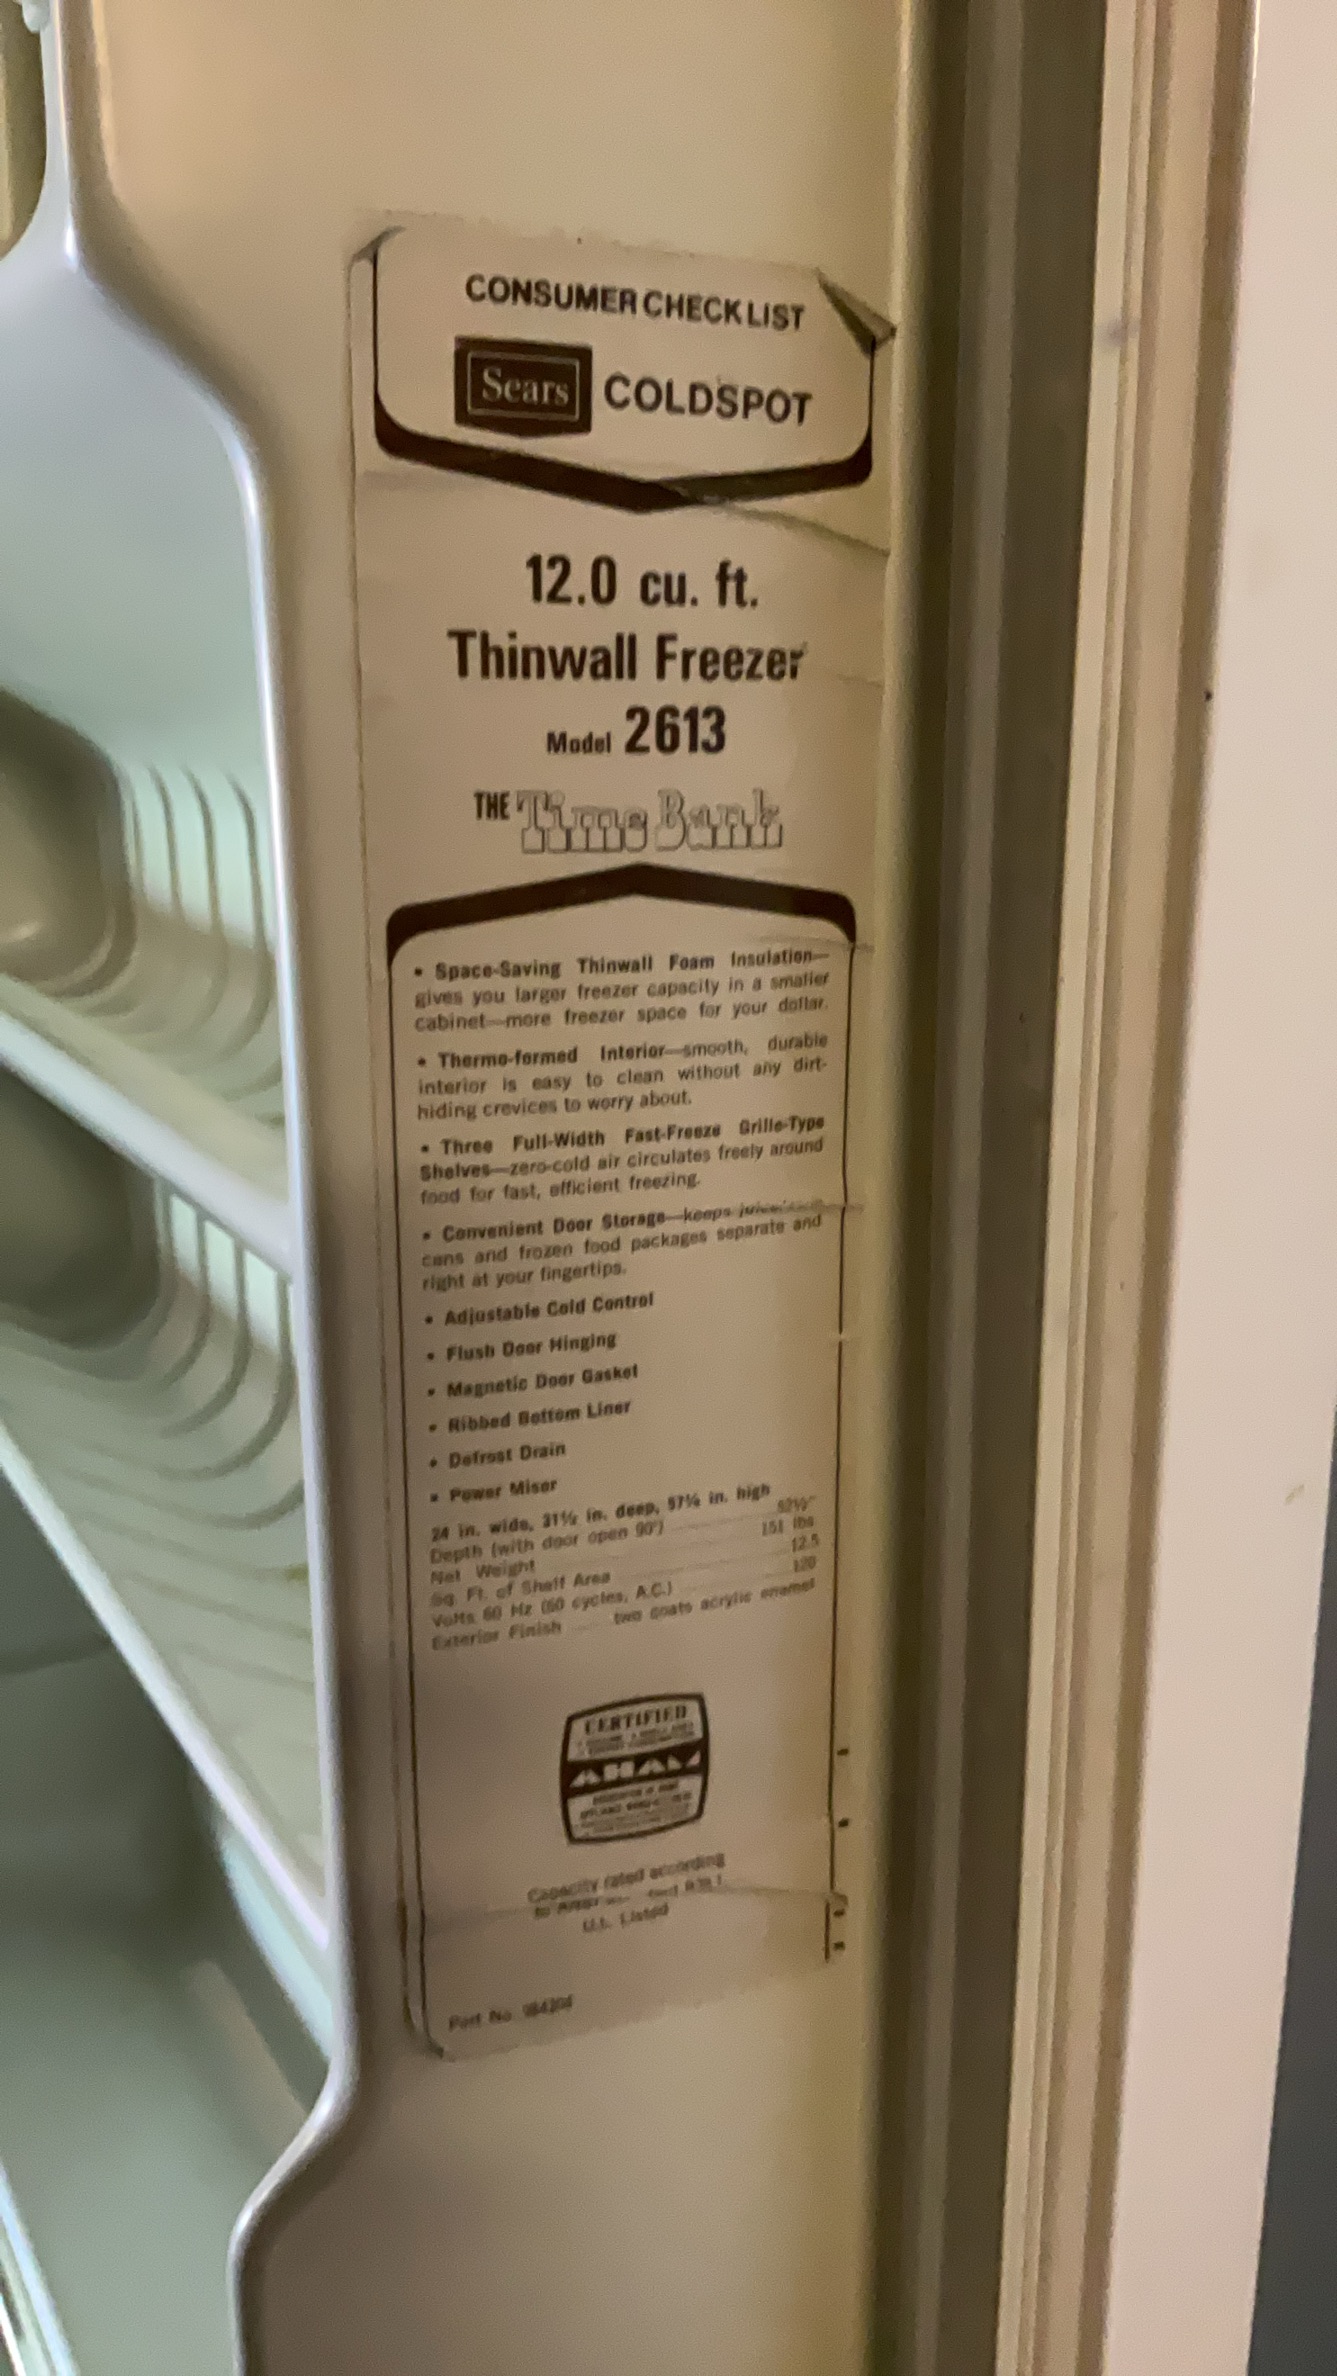 CONSUMER CHECKLIST
Sears COLDSPOT
12.0 cu. ft.
Thinwall Freezer
Model 2613
THE Time Bank
• Space-Saving Thinwall Foam Insulation—
gives you larger freezer capacity in a smaller
cabinet—more freezer space for your dollar.
• Thermo-formed Interior—smooth, durable
interior is easy to clean without any dirt-
hiding crevices to worry about.
• Three Full-Width Fast-Freeze Grille-Type
Shelves—zero-cold air circulates freely around
food for fast, efficient freezing.
• Convenient Door Storage—keeps juice
cans and frozen food packages separate and
right at your fingertips.
• Adjustable Cold Control
• Flush Door Hinging
• Magnetic Door Gasket
• Ribbed Bottom Liner
• Defrost Drain
• Power Miser
24 in. wide, 31½ in. deep, in. high
Depth (with door open 90°) 52½"
Net Weight 151 lbs
Sq. Ft. of Shelf Area 12.5
Volts 60 Hz (60 cycles, A.C.) 120
Exterior Finish two coats acrylic enamel
CERTIFIED
AHAM
Capacity rated according
to
U.L. Listed
Part No.